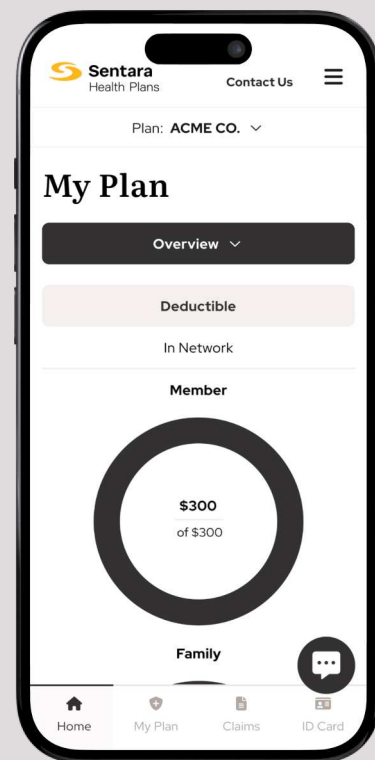 Sentara
Health Plans
Contact Us
Plan: ACME CO.
My Plan
Overview
Deductible
In Network
Member
$300
of $300
Family
Home
My Plan
Claims
ID Card